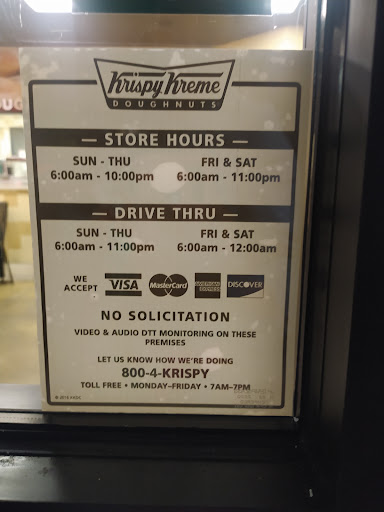 Krispy Kreme
DOUGHNUTS
— STORE HOURS —
SUN - THU FRI & SAT
6:00am - 10:00pm 6:00am - 11:00pm
— DRIVE THRU —
SUN - THU FRI & SAT
6:00am - 11:00pm 6:00am - 12:00am
WE ACCEPT VISA MasterCard AMERICAN EXPRESS DISCOVER
NO SOLICITATION
VIDEO & AUDIO DTT MONITORING ON THESE
PREMISES
LET US KNOW HOW WE'RE DOING
800-4-KRISPY
TOLL FREE • MONDAY–FRIDAY • 7AM–7PM